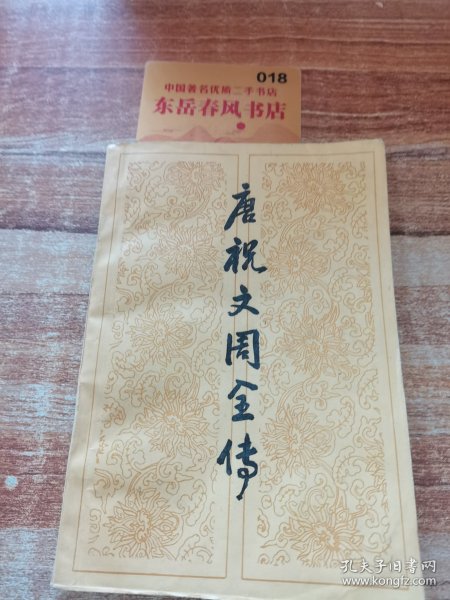 018
中国著名优质二手书店
东岳春风书店
唐祝文周全传
孔夫子旧书网
www.kongfz.com